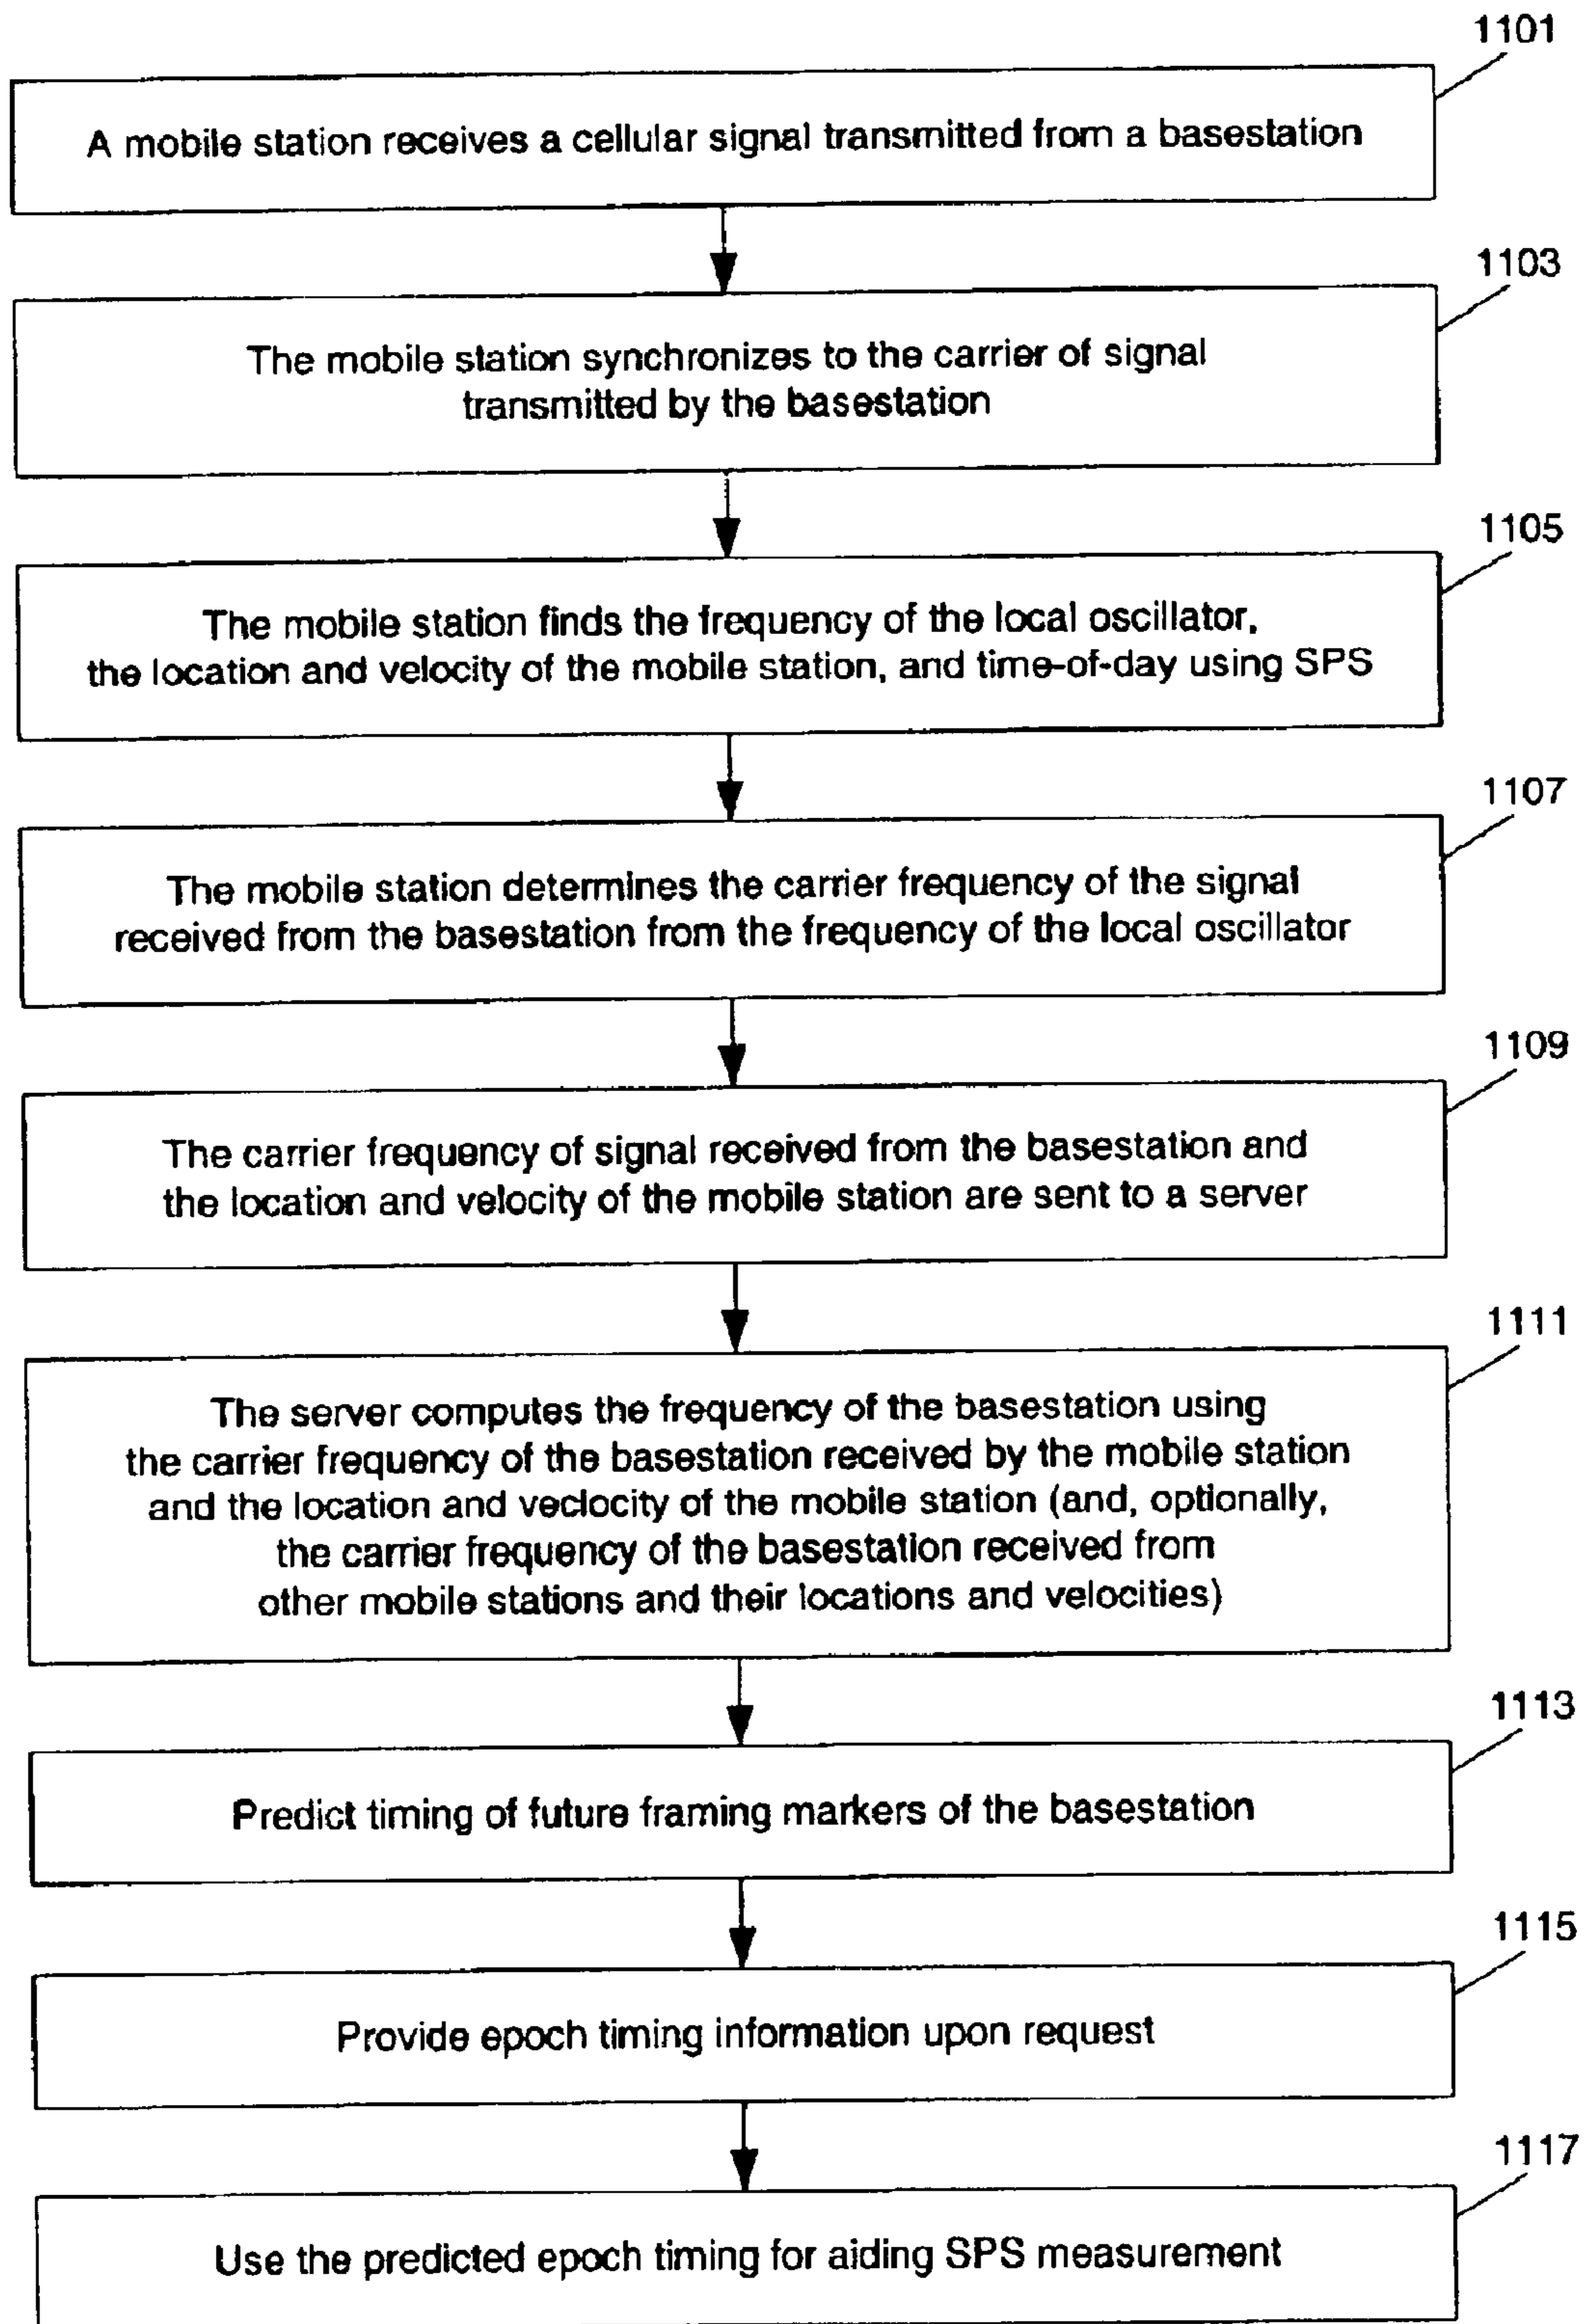 1101
A mobile station receives a cellular signal transmitted from a basestation
1103
The mobile station synchronizes to the carrier of signal
transmitted by the basestation
1105
The mobile station finds the frequency of the local oscillator,
the location and velocity of the mobile station, and time-of-day using SPS
1107
The mobile station determines the carrier frequency of the signal
received from the basestation from the frequency of the local oscillator
1109
The carrier frequency of signal received from the basestation and
the location and velocity of the mobile station are sent to a server
1111
The server computes the frequency of the basestation using
the carrier frequency of the basestation received by the mobile station
and the location and veclocity of the mobile station (and, optionally,
the carrier frequency of the basestation received from
other mobile stations and their locations and velocities)
1113
Predict timing of future framing markers of the basestation
1115
Provide epoch timing information upon request
1117
Use the predicted epoch timing for aiding SPS measurement